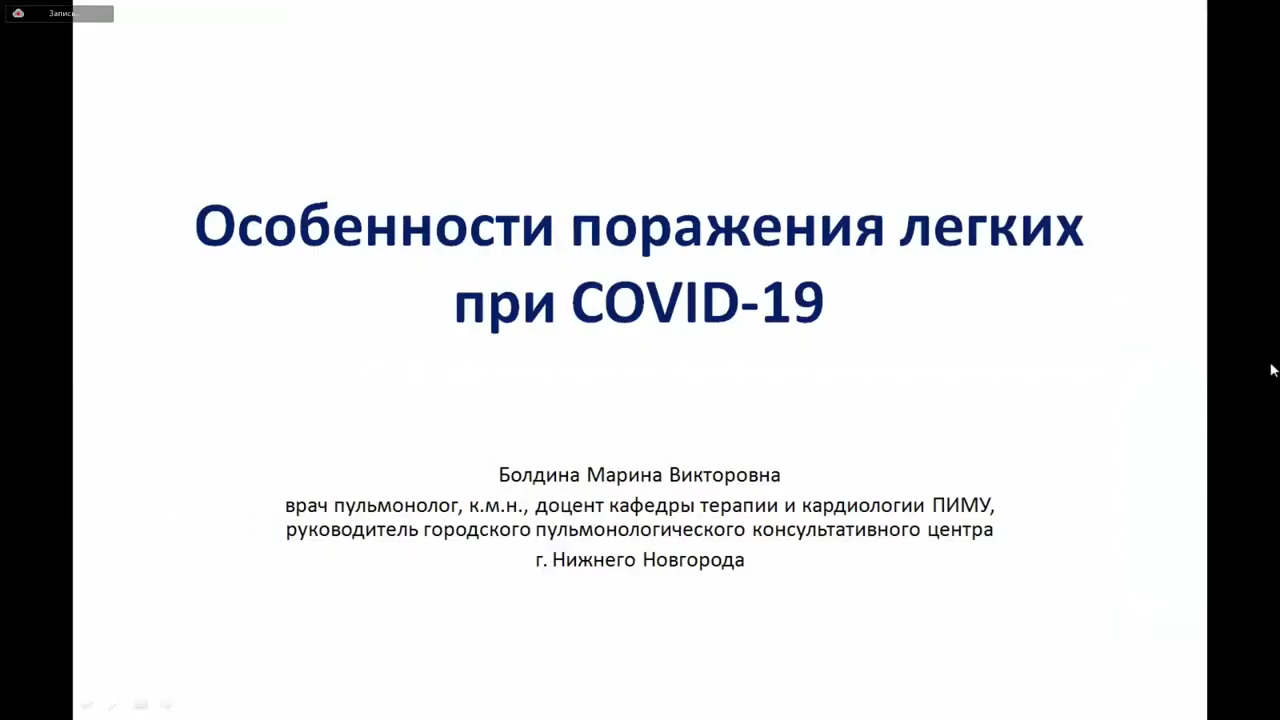 Запись...
Особенности поражения легких
при COVID-19
Болдина Марина Викторовна
врач пульмонолог, к.м.н., доцент кафедры терапии и кардиологии ПИМУ,
руководитель городского пульмонологического консультативного центра
г. Нижнего Новгорода